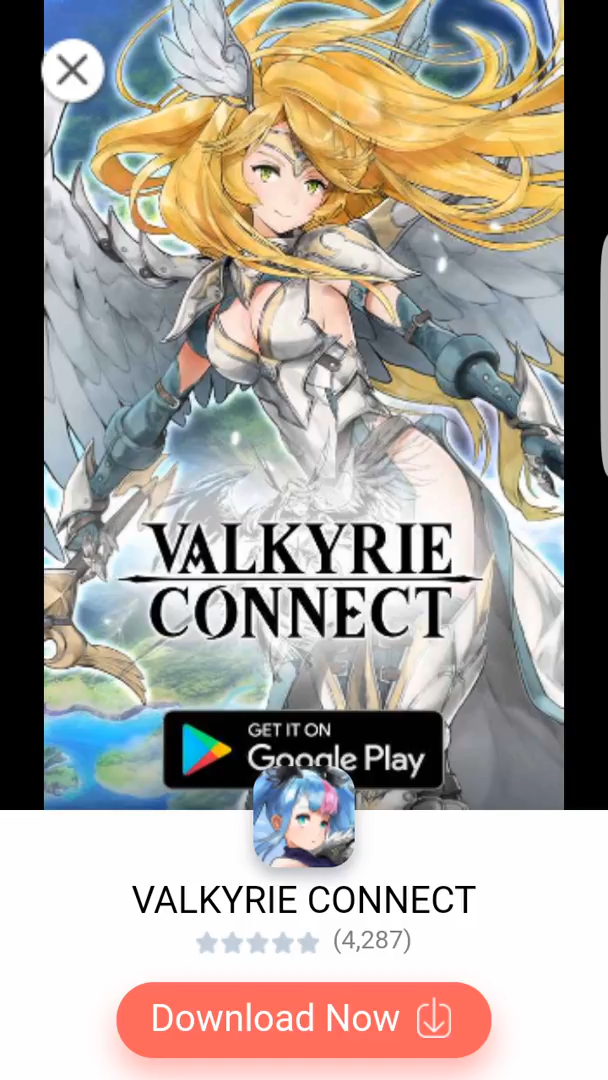 VALKYRIE
CONNECT
GET IT ON
Google Play
VALKYRIE CONNECT
(4,287)
Download Now